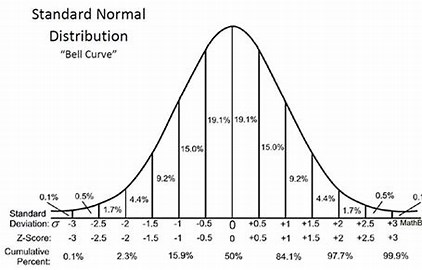 Standard Normal
Distribution
“Bell Curve”
19.1% 19.1%
15.0% 15.0%
9.2% 9.2%
0.1% 0.5% 1.7% 4.4% 4.4% 1.7% 0.5% 0.1%
Standard
Deviation: σ -3 -2.5 -2 -1.5 -1 -0.5 0 +0.5 +1 +1.5 +2 +2.5 +3 MathB
Z-Score: -3 -2.5 -2 -1.5 -1 -0.5 0 +0.5 +1 +1.5 +2 +2.5 +3
Cumulative
Percent: 0.1% 2.3% 15.9% 50% 84.1% 97.7% 99.9%